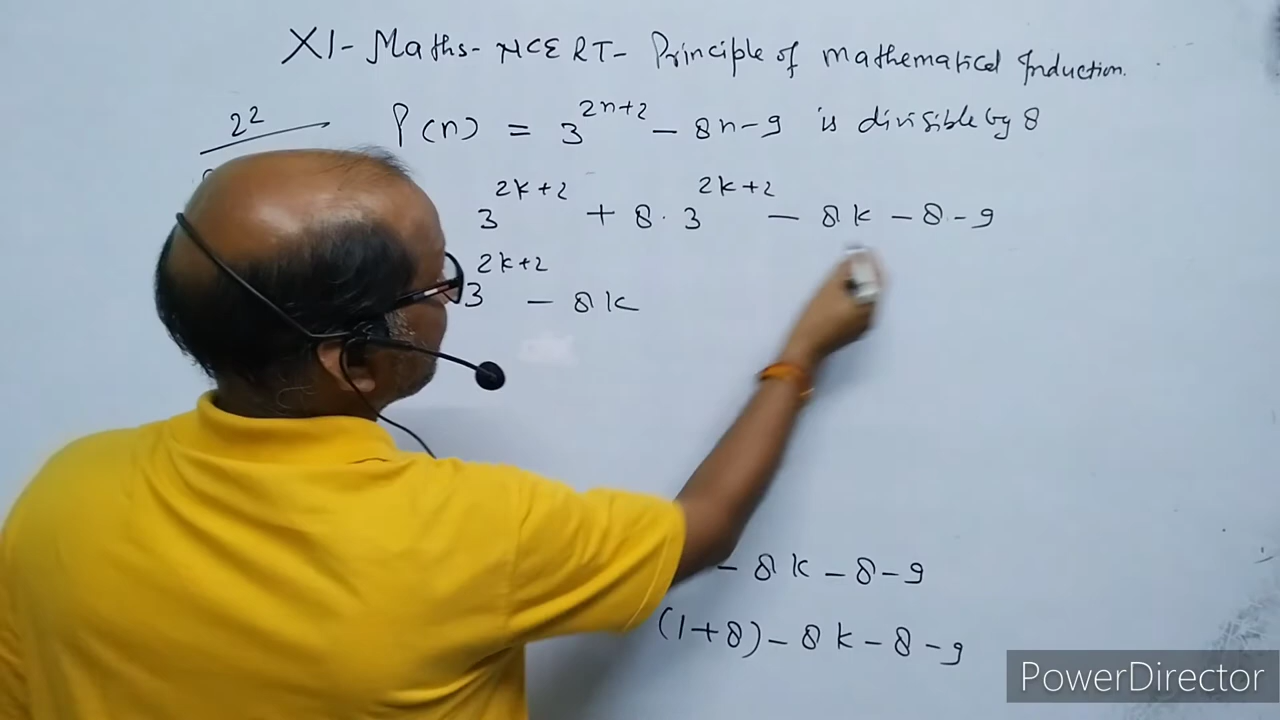 XI - Maths - NCERT - Principle of mathematical Induction.
22
P(n) = 3^{2n+2} - 8n - 9 is divisible by 8
3^{2k+2} + 8 · 3^{2k+2} - 8k - 8 - 9
3^{2k+2} - 8k
- 8k - 8 - 9
(1+8) - 8k - 8 - 9
PowerDirector